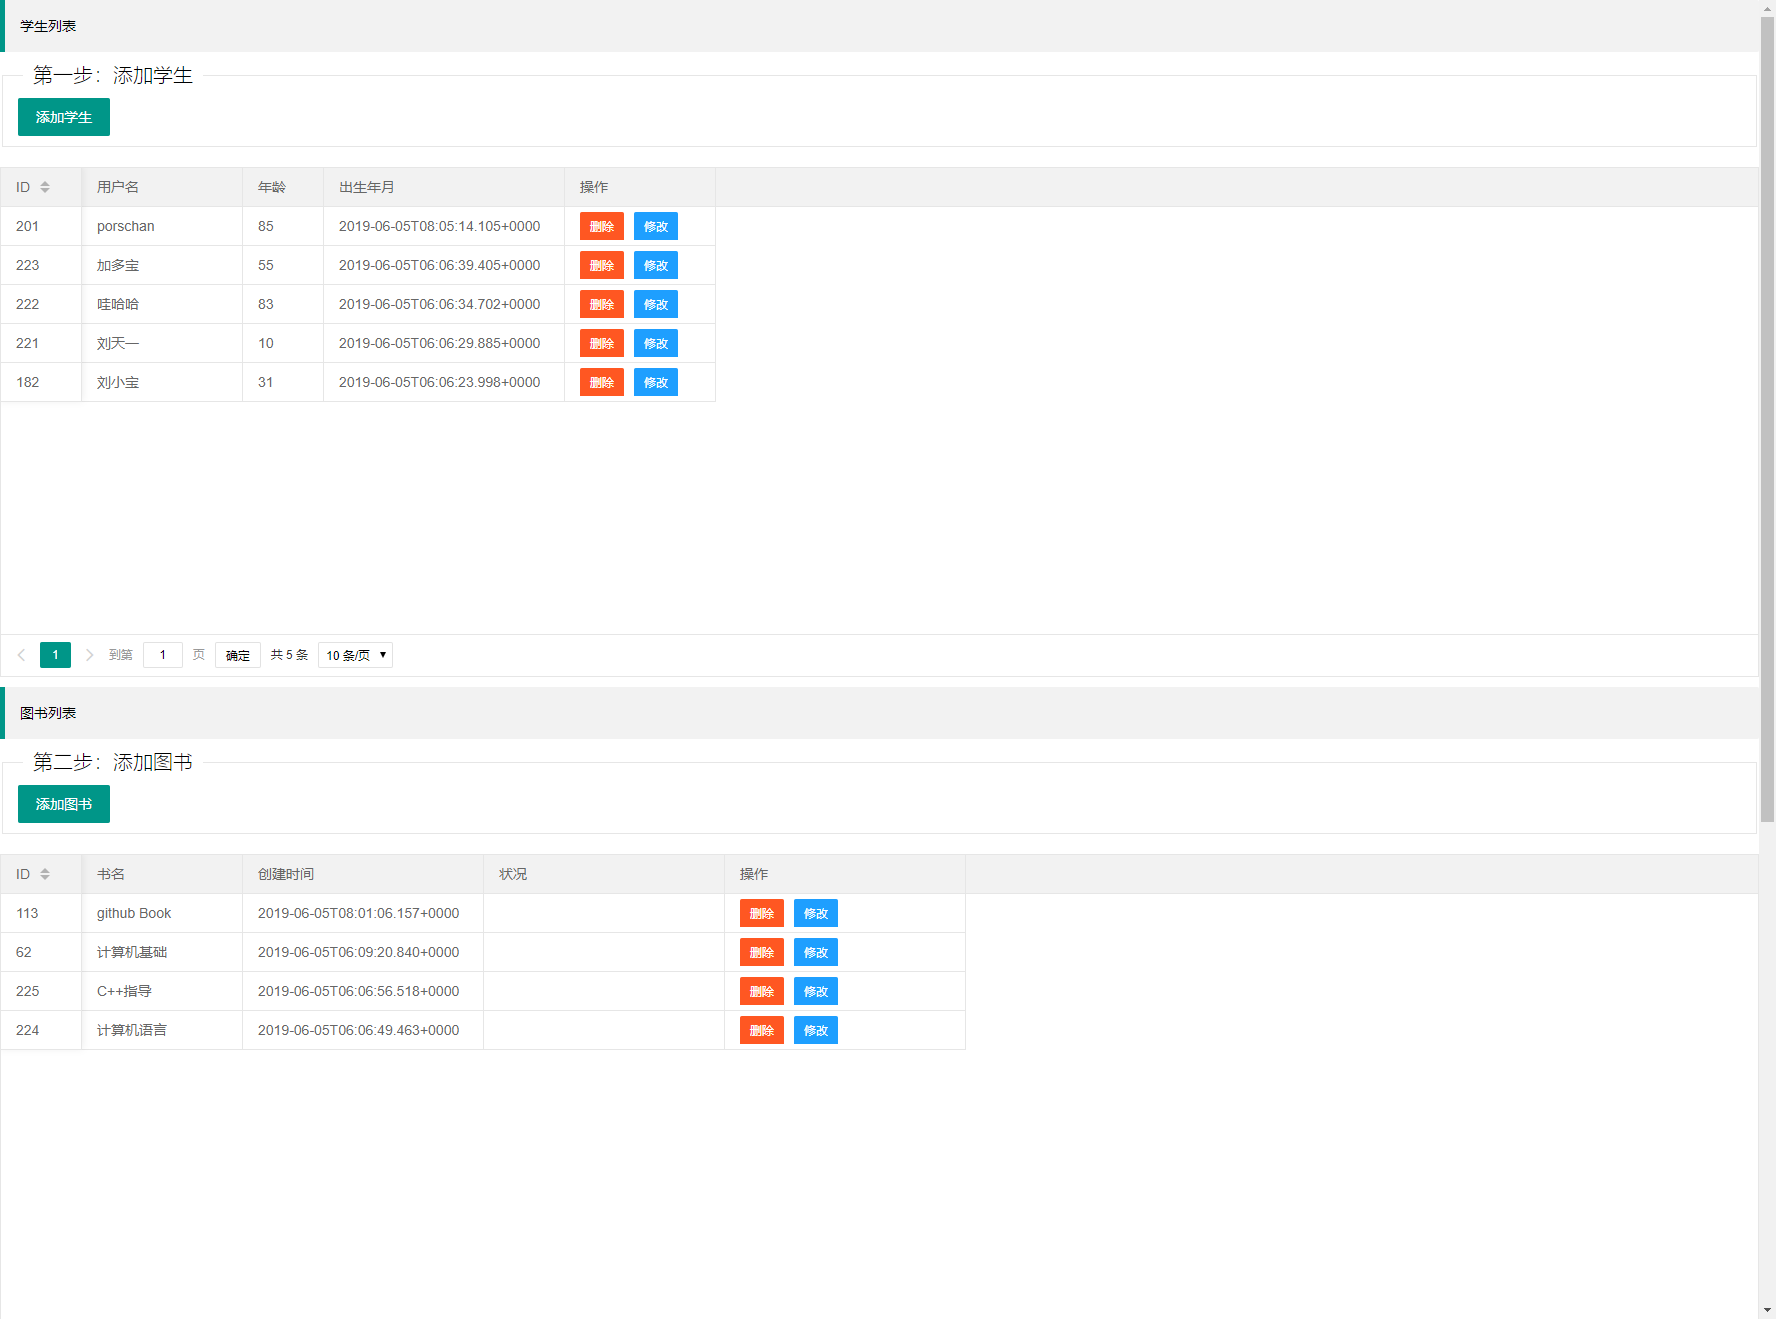 学生列表
第一步：添加学生
添加学生
ID 用户名 年龄 出生年月 操作
201 porschan 85 2019-06-05T08:05:14.105+0000 删除 修改
223 加多宝 55 2019-06-05T06:06:39.405+0000 删除 修改
222 哇哈哈 83 2019-06-05T06:06:34.702+0000 删除 修改
221 刘天一 10 2019-06-05T06:06:29.885+0000 删除 修改
182 刘小宝 31 2019-06-05T06:06:23.998+0000 删除 修改
1 到第 1 页 确定 共 5 条 10 条/页
图书列表
第二步：添加图书
添加图书
ID 书名 创建时间 状况 操作
113 github Book 2019-06-05T08:01:06.157+0000 删除 修改
62 计算机基础 2019-06-05T06:09:20.840+0000 删除 修改
225 C++指导 2019-06-05T06:06:56.518+0000 删除 修改
224 计算机语言 2019-06-05T06:06:49.463+0000 删除 修改